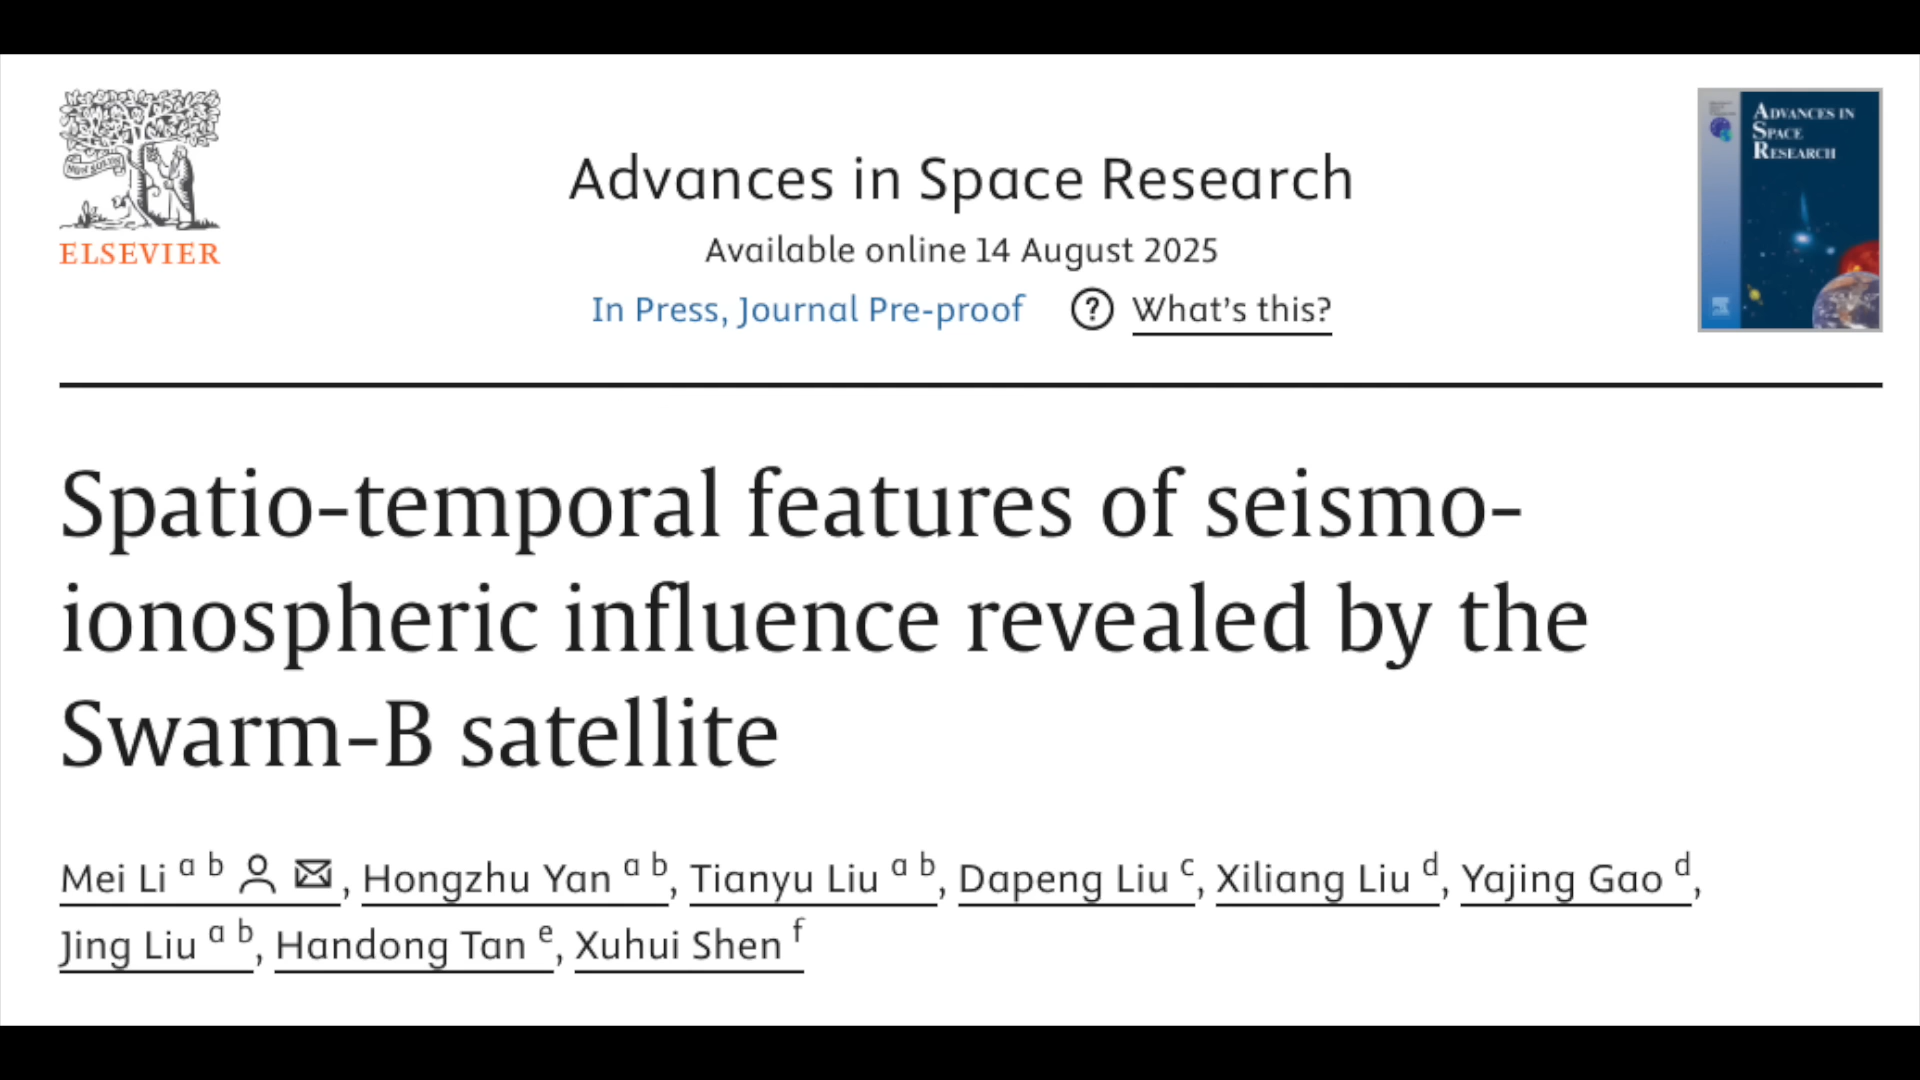 ELSEVIER
Advances in Space Research
Available online 14 August 2025
In Press, Journal Pre-proof ? What's this?
ADVANCES IN
SPACE
RESEARCH
Spatio-temporal features of seismo-
ionospheric influence revealed by the
Swarm-B satellite
Mei Li a b, Hongzhu Yan a b, Tianyu Liu a b, Dapeng Liu c, Xiliang Liu d, Yajing Gao d,
Jing Liu a b, Handong Tan e, Xuhui Shen f